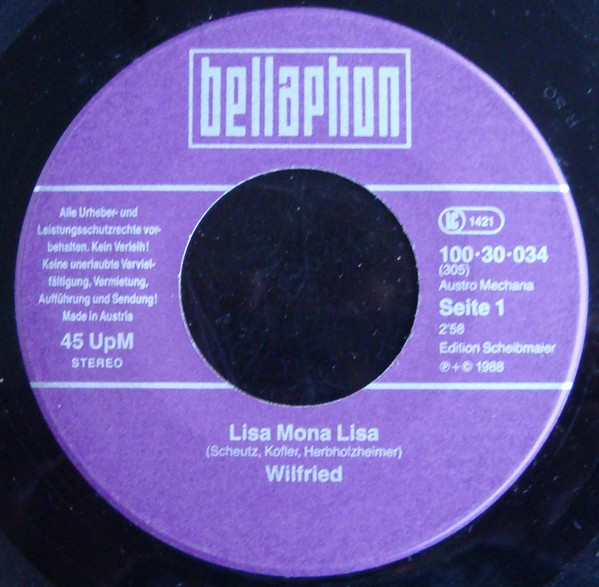 bellaphon
Alle Urheber- und
Leistungsschutzrechte vor-
behalten. Kein Verleih!
Keine unerlaubte Verviel-
fältigung, Vermietung,
Aufführung und Sendung!
Made in Austria
45 UpM
STEREO
LC 1421
100·30·034
(305)
Austro Mechana
Seite 1
2'58
Edition Scheibmaier
℗+© 1988
Lisa Mona Lisa
(Scheutz, Kofler, Herbholzheimer)
Wilfried